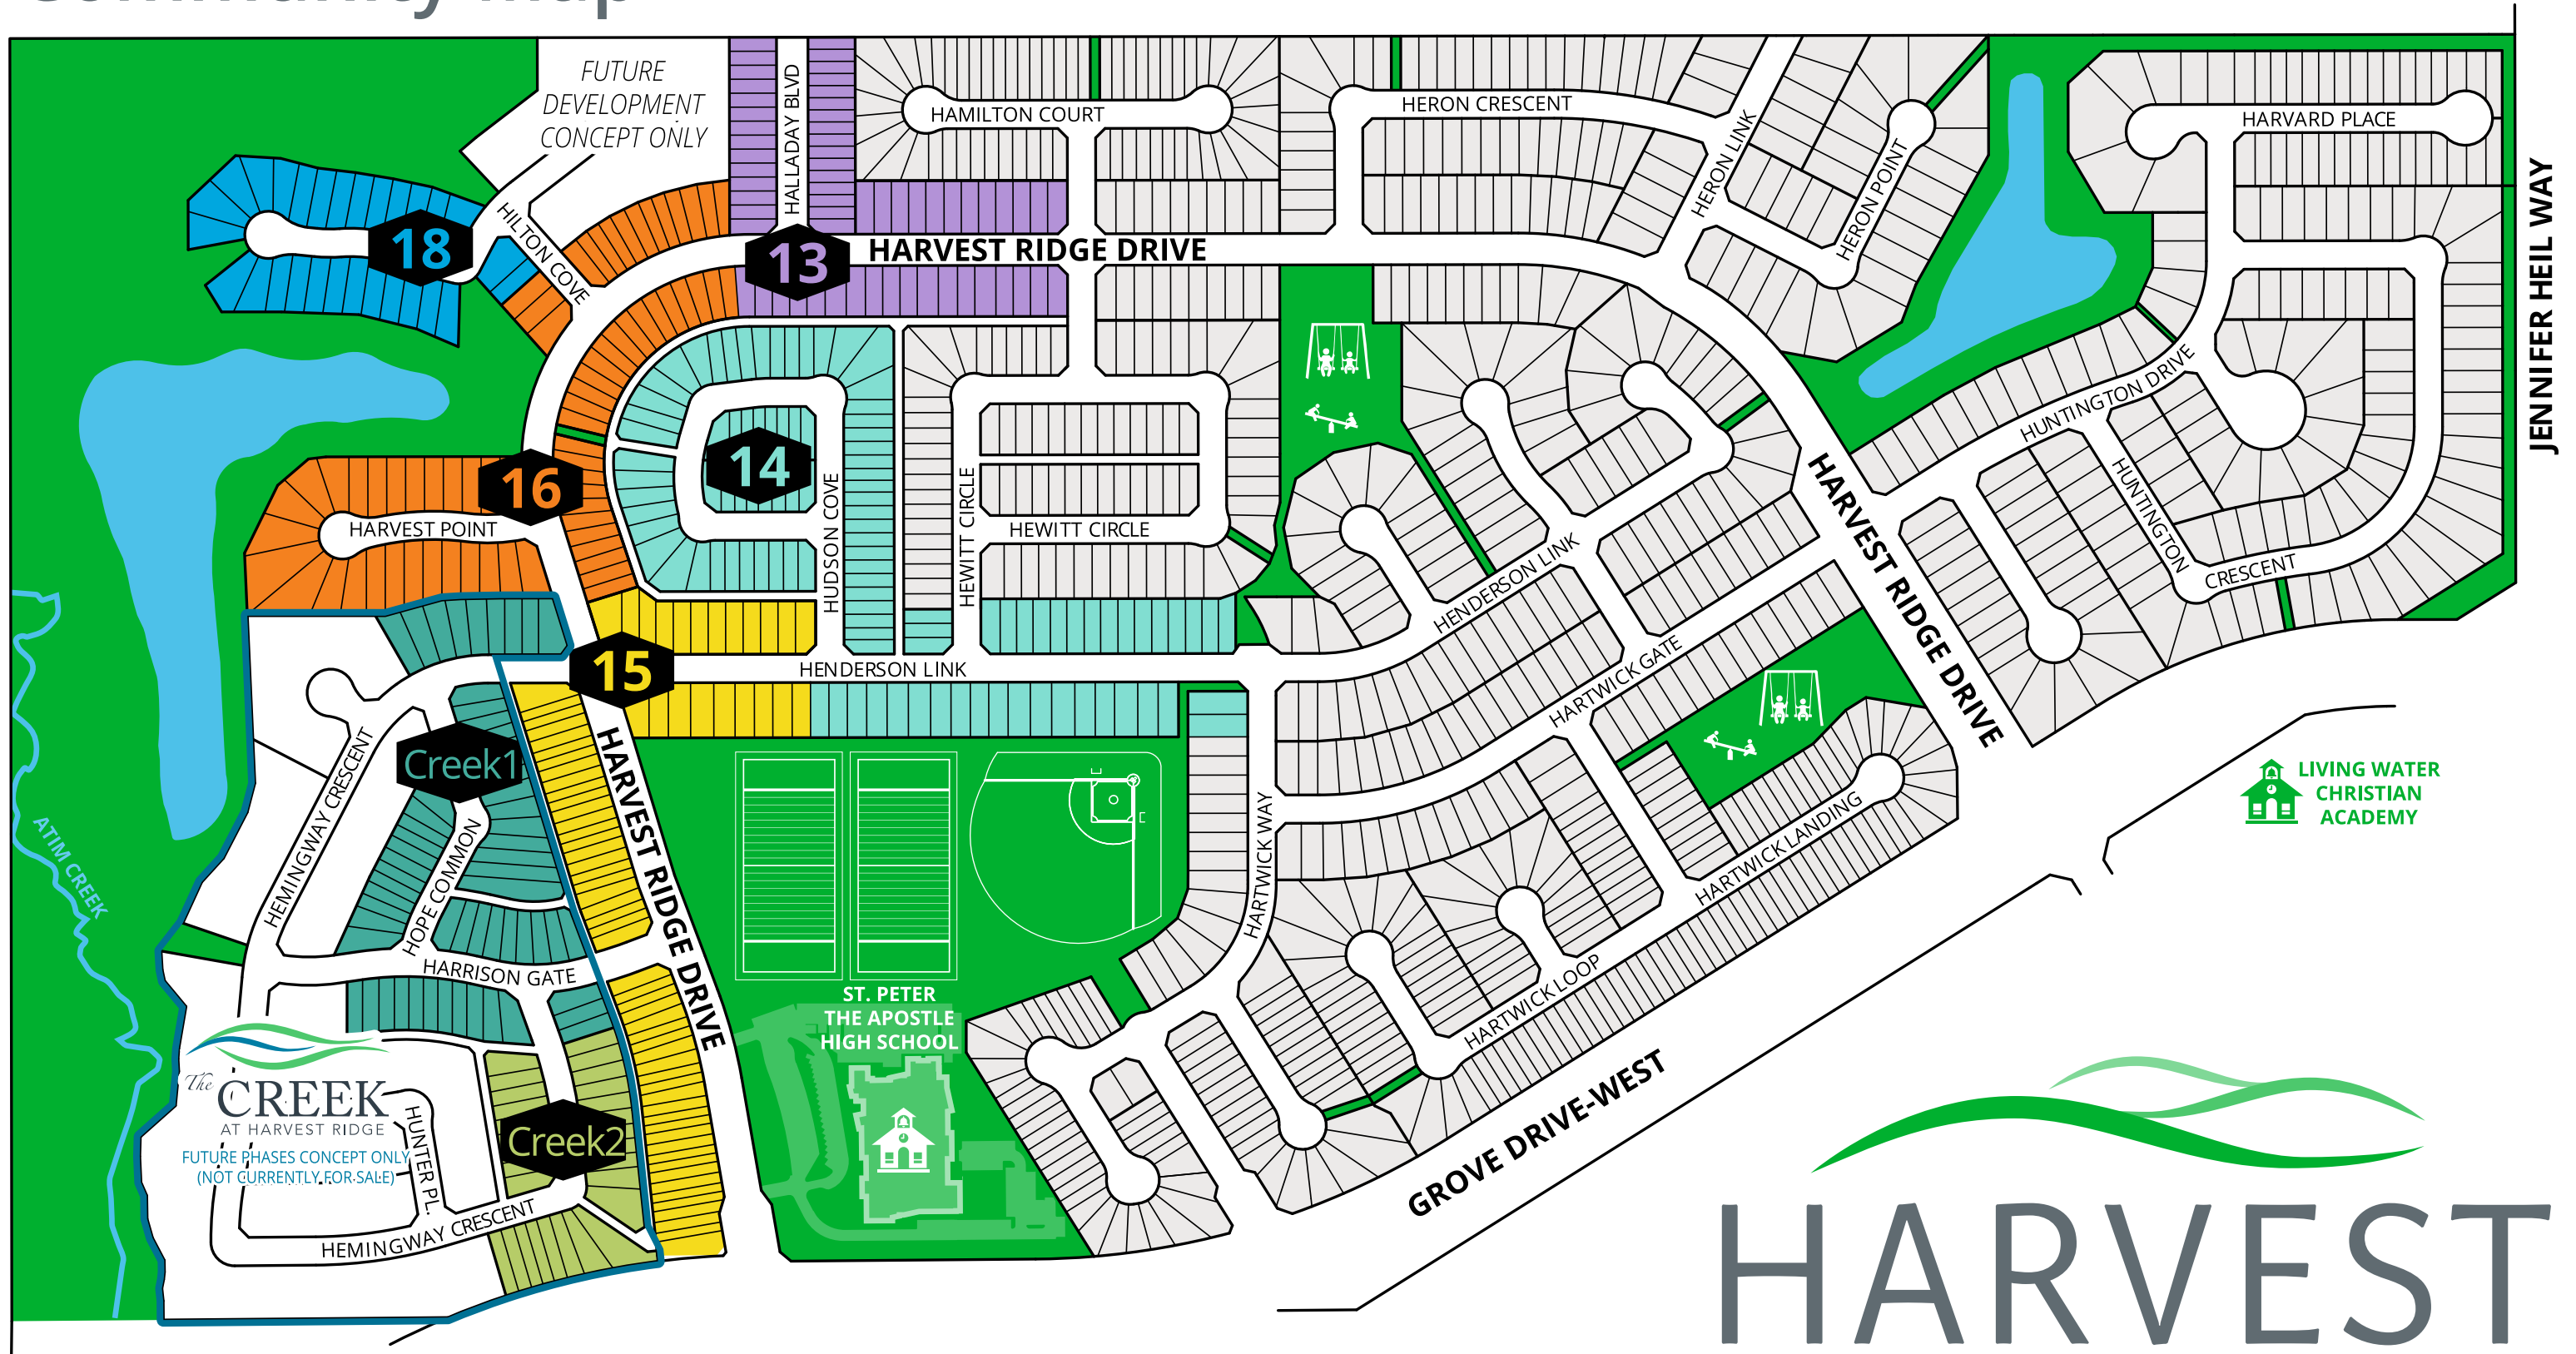 Community Map
FUTURE
DEVELOPMENT
CONCEPT ONLY
HALLADAY BLVD
HAMILTON COURT
HERON CRESCENT
HERON LINK
HERON POINT
HARVARD PLACE
JENNIFER HEIL WAY
18
HILTON COVE
13
HARVEST RIDGE DRIVE
16
HARVEST POINT
14
HUDSON COVE
HEWITT CIRCLE
HEWITT CIRCLE
HENDERSON LINK
HARVEST RIDGE DRIVE
HUNTINGTON DRIVE
HUNTINGTON
CRESCENT
15
HENDERSON LINK
HARTWICK GATE
HARVEST RIDGE DRIVE
Creek1
HEMINGWAY CRESCENT
HOPE COMMON
HARRISON GATE
ATIM CREEK
HARTWICK WAY
HARTWICK LANDING
HARTWICK LOOP
LIVING WATER
CHRISTIAN
ACADEMY
ST. PETER
THE APOSTLE
HIGH SCHOOL
The
CREEK
AT HARVEST RIDGE
FUTURE PHASES CONCEPT ONLY
(NOT CURRENTLY FOR SALE)
HUNTER PL.
Creek2
HEMINGWAY CRESCENT
GROVE DRIVE-WEST
HARVEST